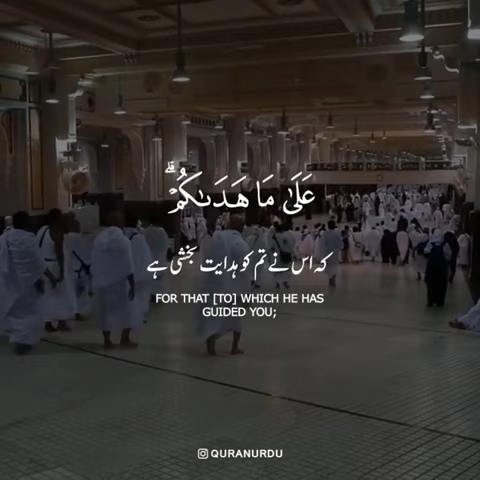 عَلَىٰ مَا هَدَىٰكُمْ ۗ
کہ اس نے تم کو ہدایت بخشی ہے
FOR THAT [TO] WHICH HE HAS
GUIDED YOU;
QURANURDU